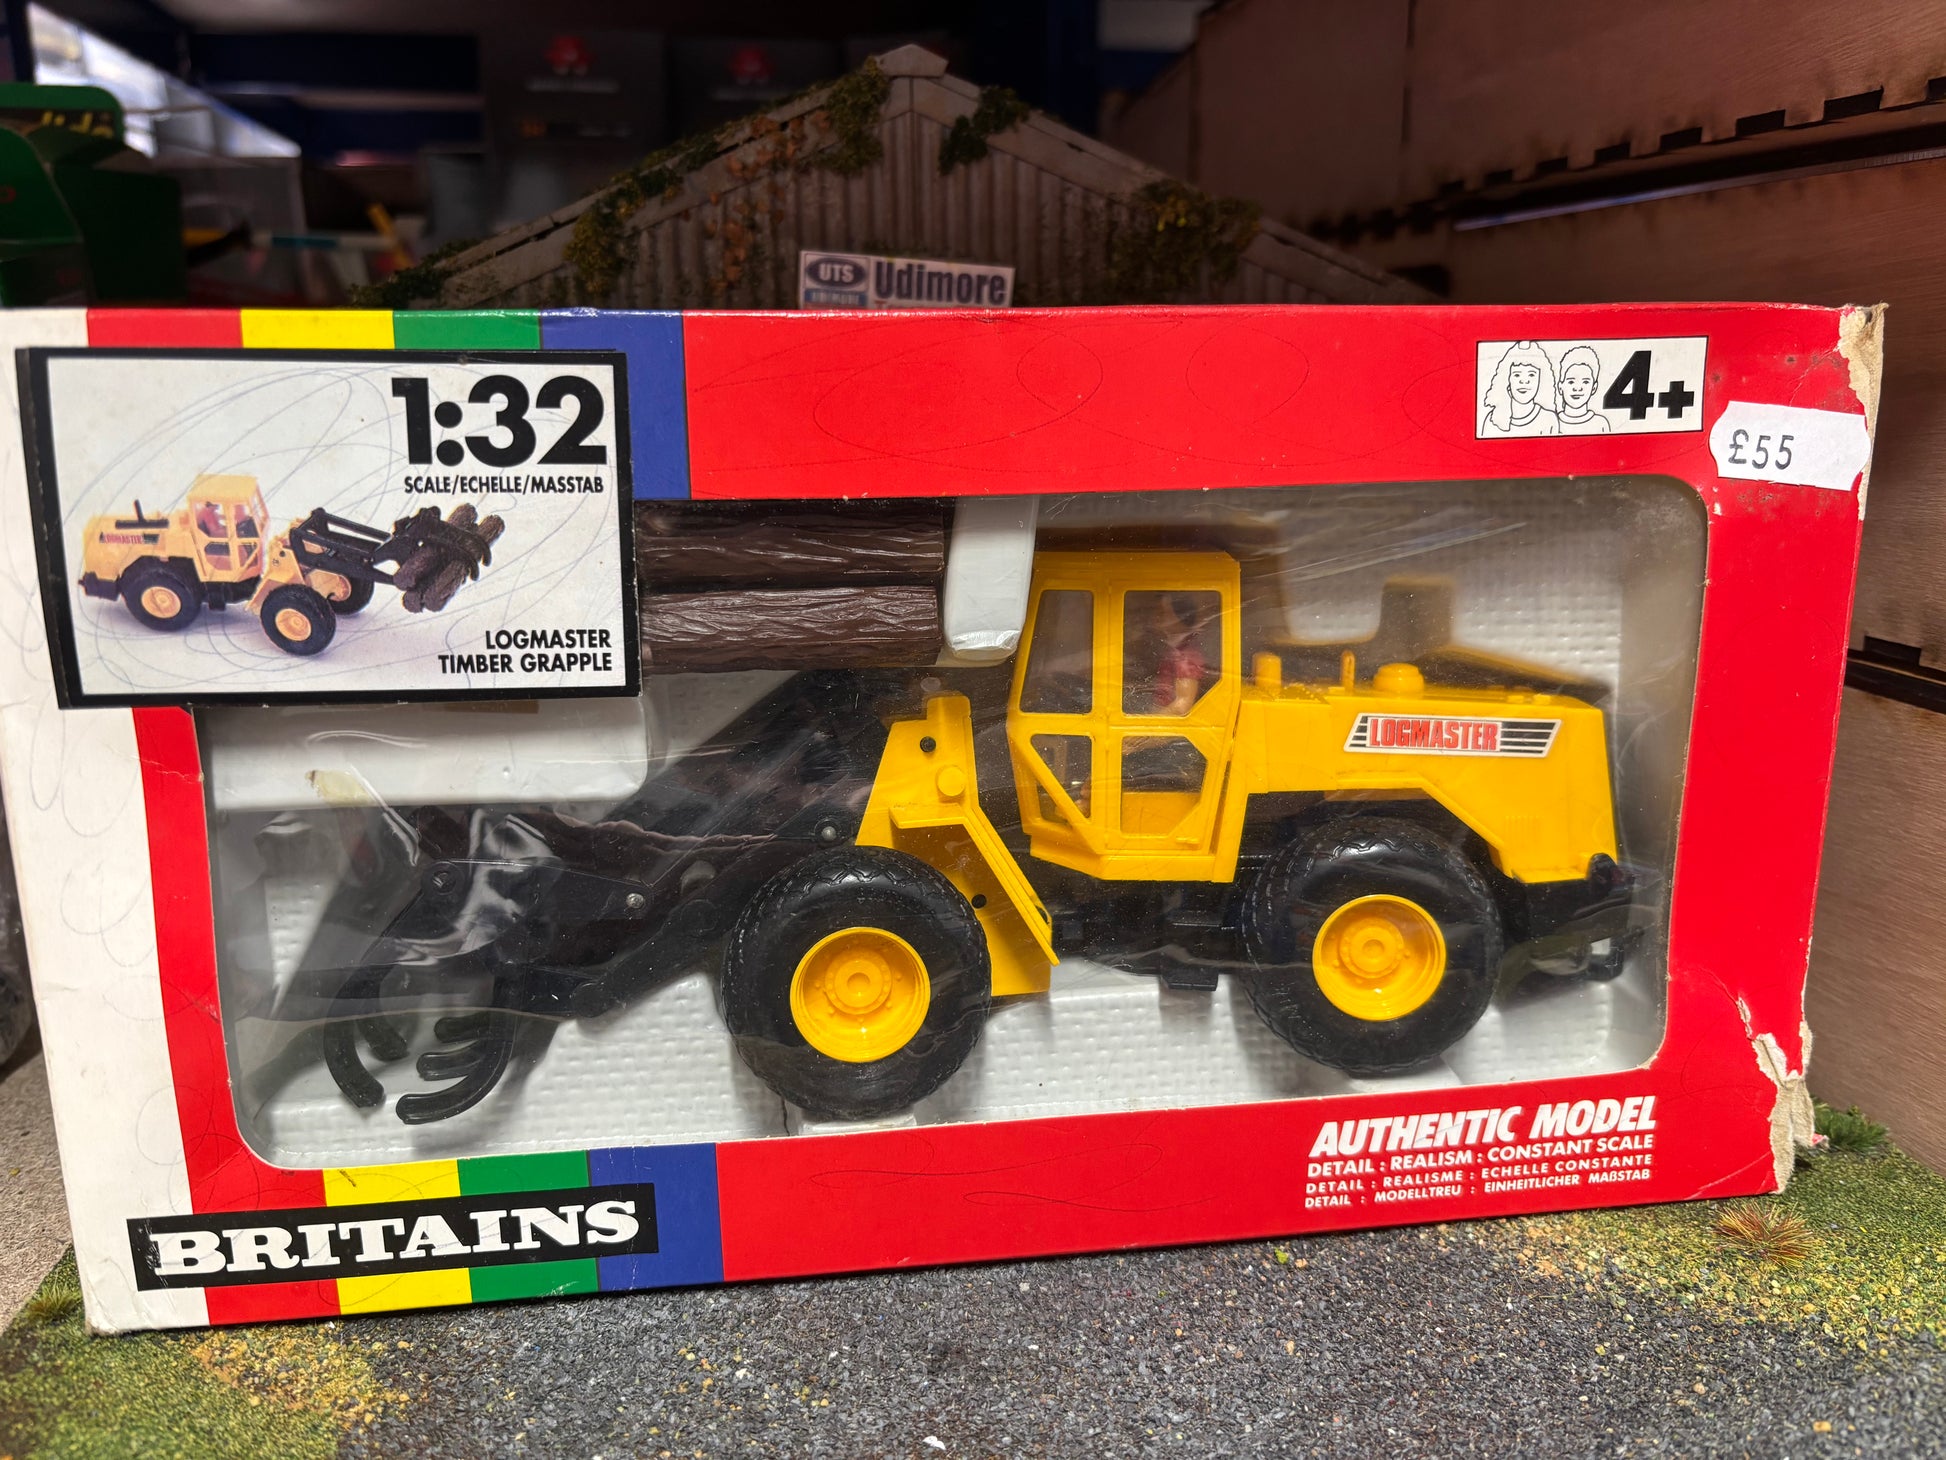 UTS
Udimore
1:32
SCALE/ECHELLE/MASSTAB
LOGMASTER
LOGMASTER
TIMBER GRAPPLE
4+
£55
LOGMASTER
AUTHENTIC MODEL
DETAIL : REALISM : CONSTANT SCALE
DETAIL : REALISME : ECHELLE CONSTANTE
DETAIL : MODELLTREU : EINHEITLICHER MAßSTAB
BRITAINS